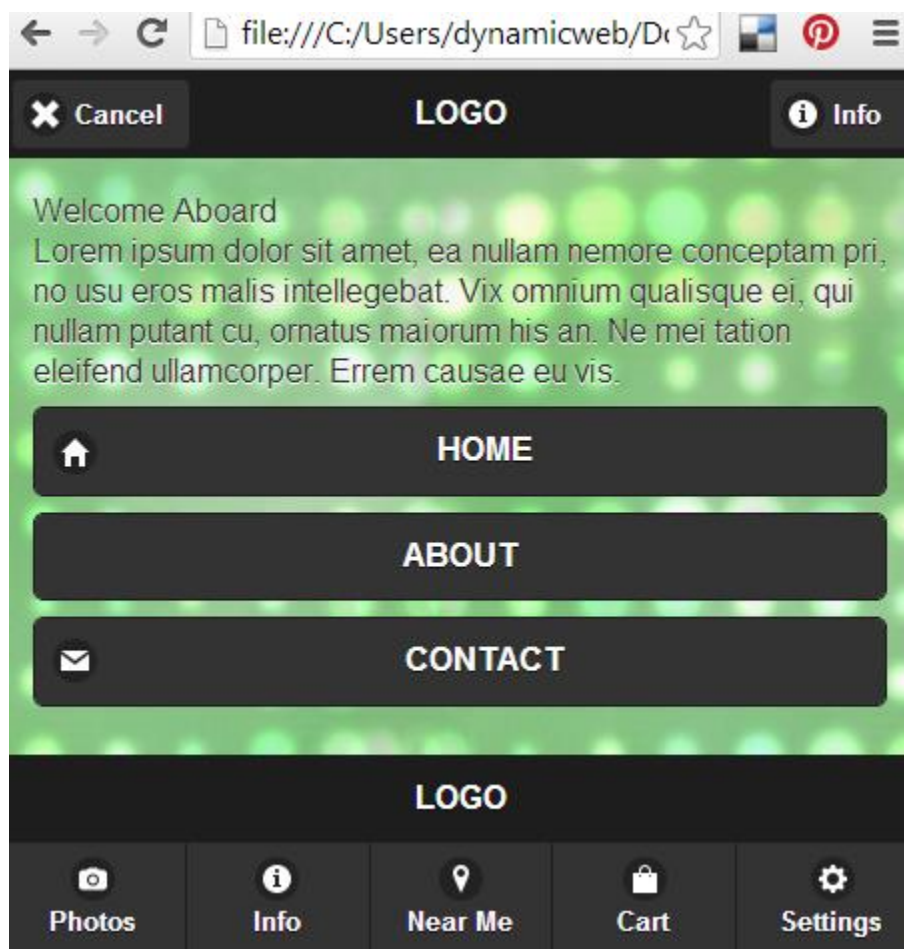 file:///C:/Users/dynamicweb/Do
Cancel
LOGO
Info
Welcome Aboard
Lorem ipsum dolor sit amet, ea nullam nemore conceptam pri,
no usu eros malis intellegebat. Vix omnium qualisque ei, qui
nullam putant cu, ornatus maiorum his an. Ne mei tation
eleifend ullamcorper. Errem causae eu vis.
HOME
ABOUT
CONTACT
LOGO
Photos
Info
Near Me
Cart
Settings